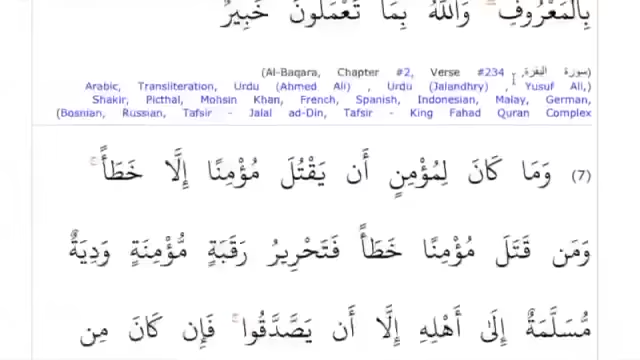 بِالْمَعْرُوفِ ۗ وَاللَّهُ بِمَا تَعْمَلُونَ خَبِيرٌ
(سورة البقرة, Al-Baqara, Chapter #2, Verse #234)
Arabic, Transliteration, Urdu (Ahmed Ali) , Urdu (Jalandhry) , Yusuf Ali,)
Shakir, Picthal, Mohsin Khan, French, Spanish, Indonesian, Malay, German,
(Bosnian, Russian, Tafsir - Jalal ad-Din, Tafsir - King Fahad Quran Complex
(7) وَمَا كَانَ لِمُؤْمِنٍ أَن يَقْتُلَ مُؤْمِنًا إِلَّا خَطَأً ۚ
وَمَن قَتَلَ مُؤْمِنًا خَطَأً فَتَحْرِيرُ رَقَبَةٍ مُّؤْمِنَةٍ وَدِيَةٌ
مُّسَلَّمَةٌ إِلَىٰ أَهْلِهِ إِلَّا أَن يَصَّدَّقُوا ۚ فَإِن كَانَ مِن